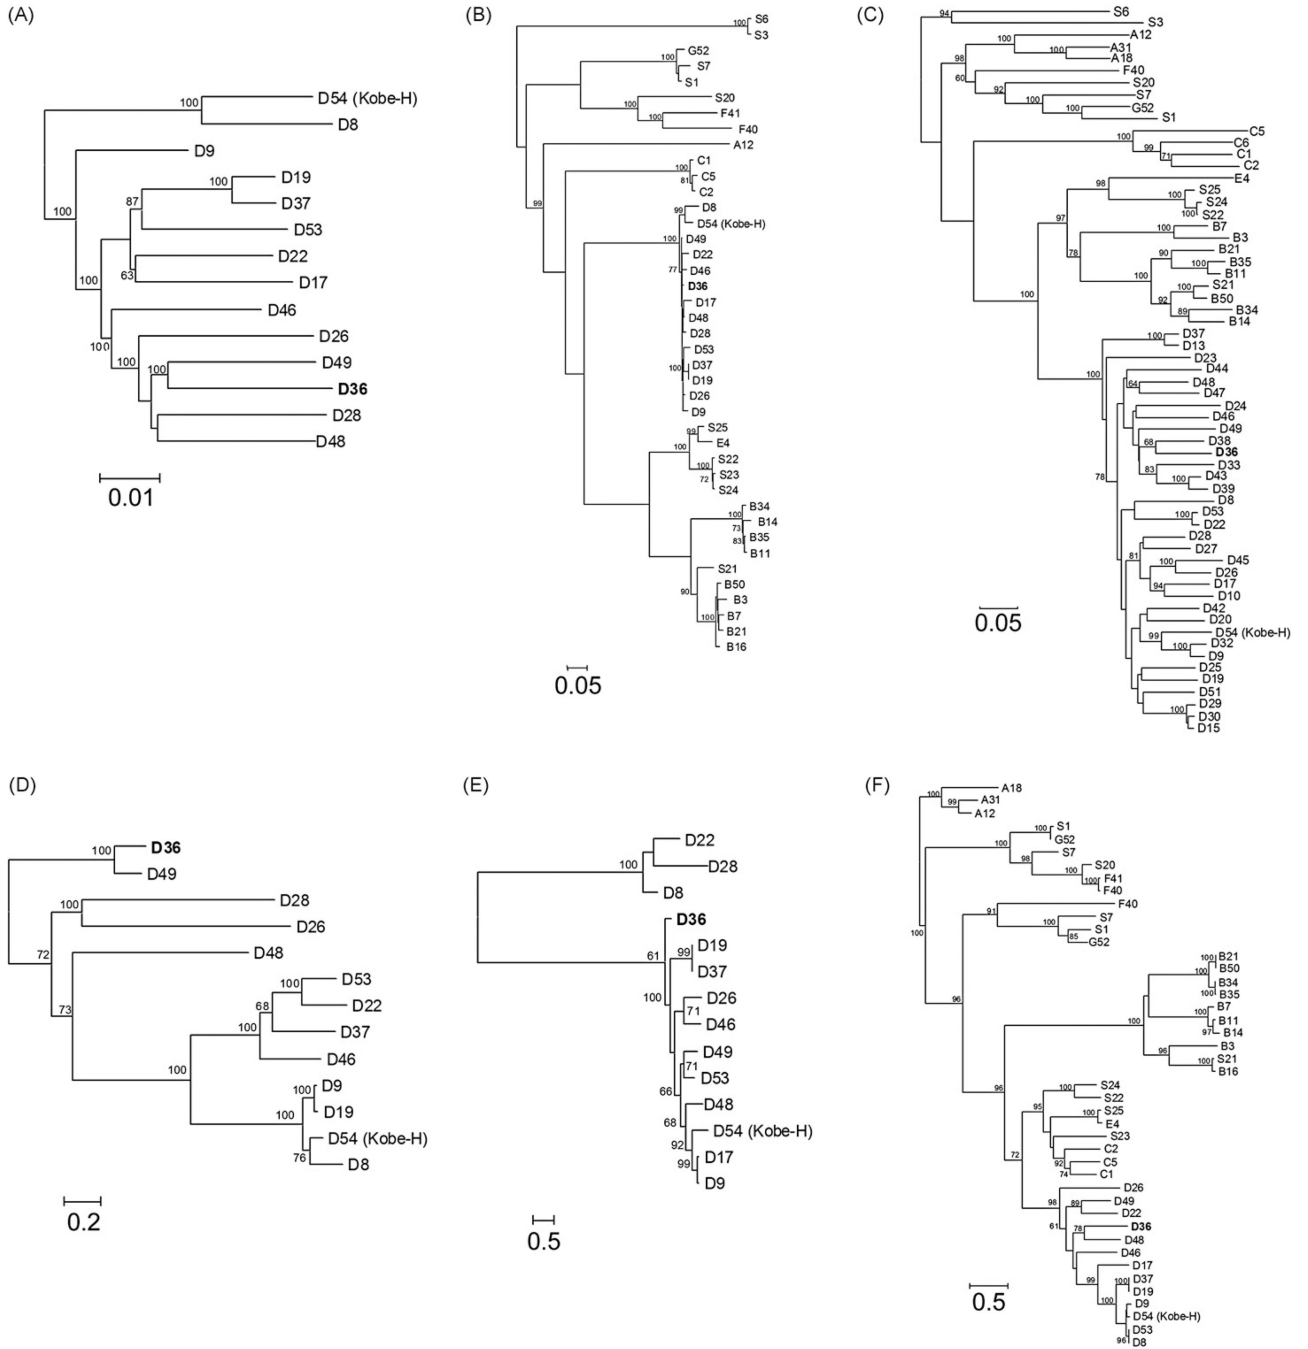 (A)
100
D54 (Kobe-H)
D8
D9
100
D19
100
D37
87
D53
D22
63
D17
100
D46
100
D26
100
D49
100
D36
D28
D48
0.01
(B)
S6
100
S3
G52
100
S7
S1
S20
100
F41
100
F40
A12
99
C1
100
C5
81
C2
D8
99
D54 (Kobe-H)
100
D49
D22
77
D46
D36
D17
D48
D28
D53
100
D37
D19
D26
D9
S25
99
E4
100
S22
100
S23
72
S24
B34
100
B14
73
B35
83
B11
S21
90
B50
B3
100
B7
B21
B16
0.05
(C)
94
S6
S3
A12
100
A31
100
A18
98
F40
60
S20
92
S7
100
G52
100
S1
C5
100
C6
99
C1
71
C2
E4
98
S25
S24
100
S22
97
B7
100
B3
78
B21
90
B35
100
B11
100
S21
100
B50
92
B34
89
B14
100
D37
100
D13
D23
100
D44
D48
64
D47
D24
D46
D49
D38
68
D36
D33
83
D43
100
D39
78
D8
D53
100
D22
D28
D27
81
D45
100
D26
D17
94
D10
D42
D20
D54 (Kobe-H)
99
D32
100
D9
D25
D19
D51
D29
100
D30
D15
0.05
(D)
D36
100
D49
D28
100
D26
72
D48
73
D53
100
D22
68
D37
100
D46
100
D9
100
D19
100
D54 (Kobe-H)
76
D8
0.2
(E)
D22
100
D28
D8
D36
61
D19
99
D37
100
D26
71
D46
D49
71
D53
66
D48
68
D54 (Kobe-H)
92
D17
99
D9
0.5
(F)
A18
100
A31
99
A12
S1
100
G52
100
S7
98
S20
100
F41
100
F40
100
F40
91
S7
100
S1
85
G52
96
B21
100
B50
B34
100
B35
B7
100
B11
97
B14
100
B3
96
S21
100
B16
96
S24
100
S22
95
S25
100
E4
S23
C2
92
C5
74
C1
72
D26
98
D49
89
D22
61
D36
78
D48
D46
D17
99
D37
100
D19
100
D9
D54 (Kobe-H)
D53
96
D8
0.5